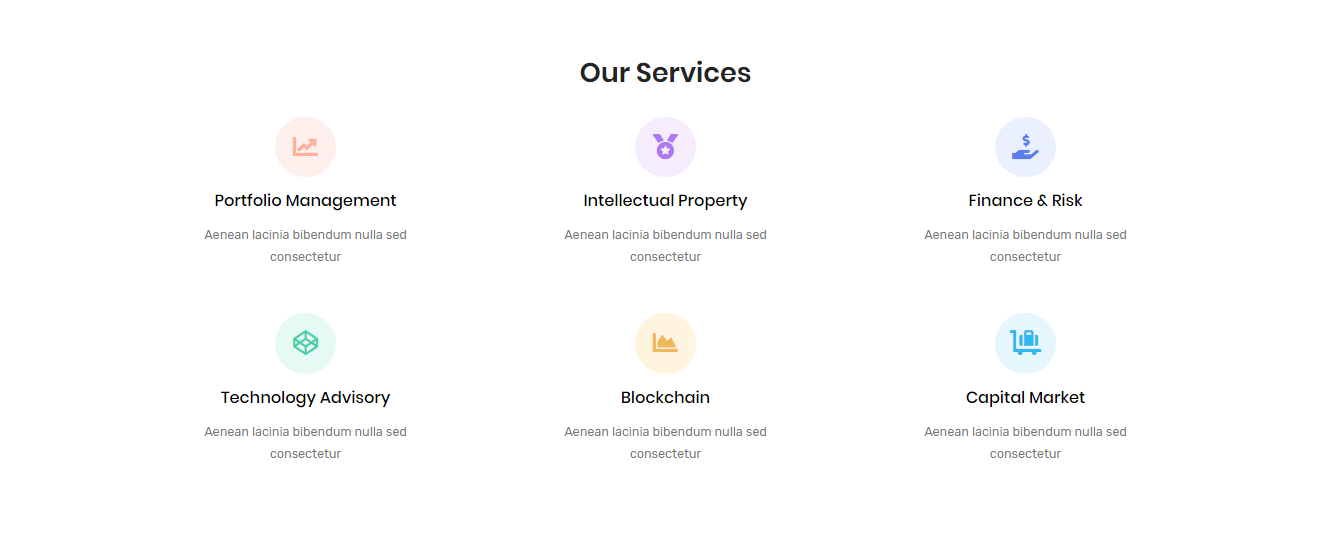 Our Services
Portfolio Management
Aenean lacinia bibendum nulla sed
consectetur
Intellectual Property
Aenean lacinia bibendum nulla sed
consectetur
Finance & Risk
Aenean lacinia bibendum nulla sed
consectetur
Technology Advisory
Aenean lacinia bibendum nulla sed
consectetur
Blockchain
Aenean lacinia bibendum nulla sed
consectetur
Capital Market
Aenean lacinia bibendum nulla sed
consectetur